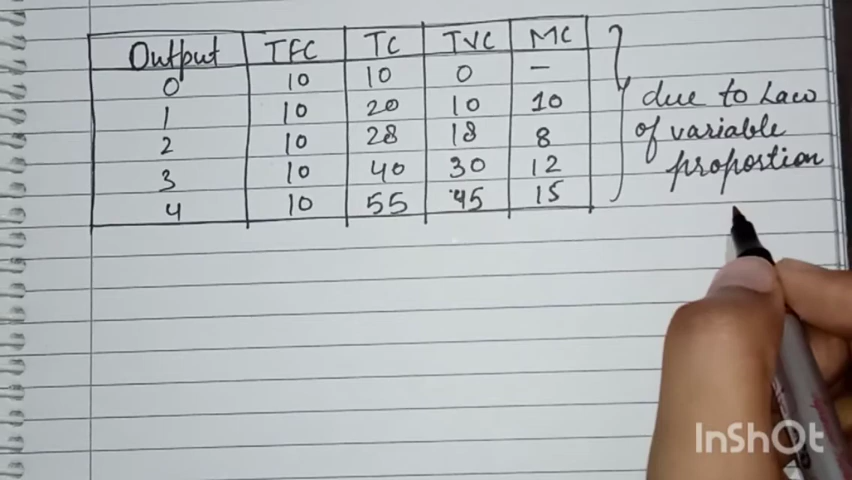 Output TFC TC TVC MC
0 10 10 0 –
1 10 20 10 10
2 10 28 18 8
3 10 40 30 12
4 10 55 45 15
due to Law
of variable
proportion
InShOt